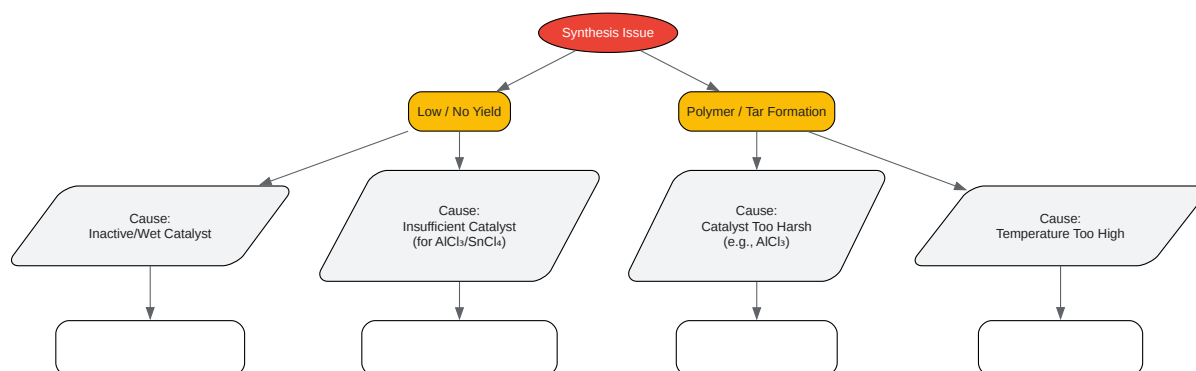 Synthesis Issue
Low / No Yield
Polymer / Tar Formation
Cause:
Inactive/Wet Catalyst
Cause:
Insufficient Catalyst
(for AlCl₃/SnCl₄)
Cause:
Catalyst Too Harsh
(e.g., AlCl₃)
Cause:
Temperature Too High